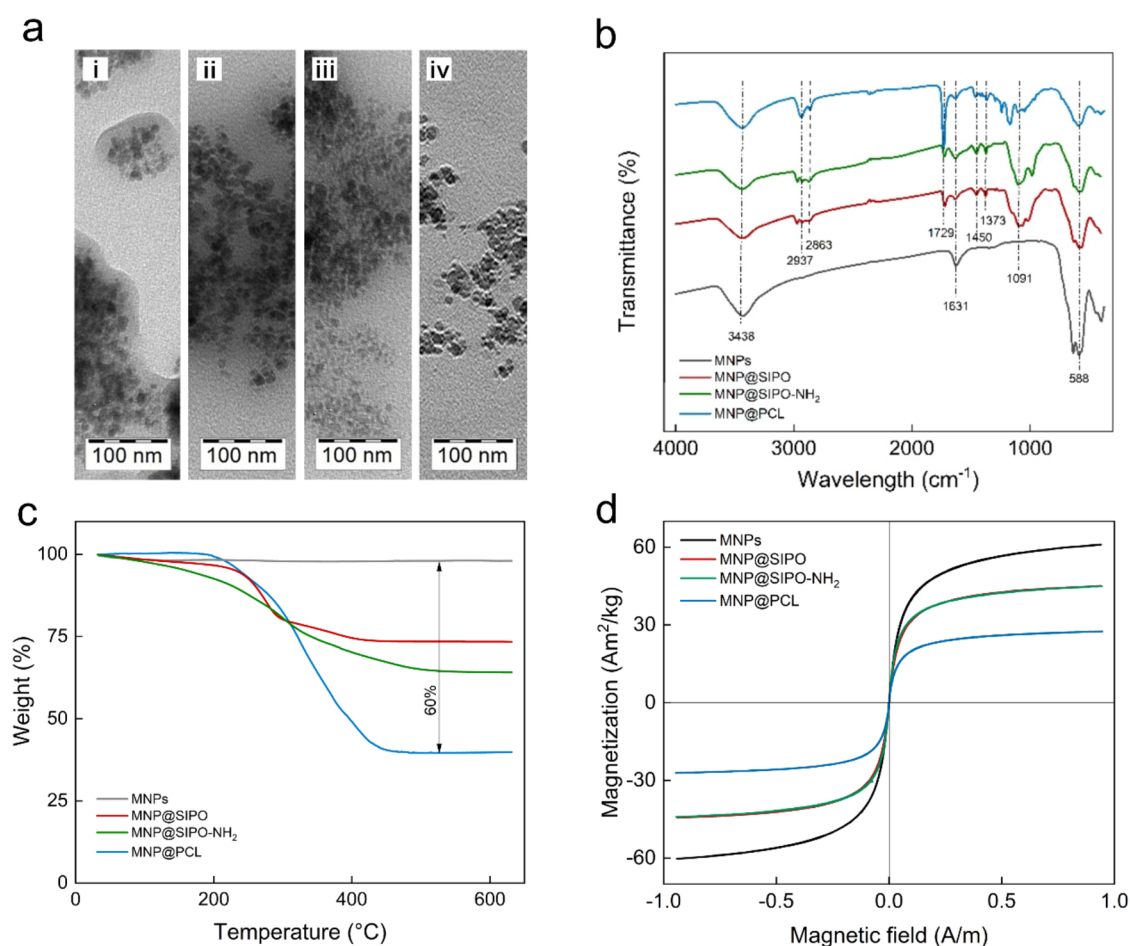 a
i
ii
iii
iv
100 nm
100 nm
100 nm
100 nm
b
Transmittance (%)
2937
2863
1729
1450
1373
1631
1091
3438
588
MNPs
MNP@SIPO
MNP@SIPO-NH₂
MNP@PCL
4000
3000
2000
1000
Wavelength (cm⁻¹)
c
Weight (%)
100
75
50
25
0
60%
MNPs
MNP@SIPO
MNP@SIPO-NH₂
MNP@PCL
0
200
400
600
Temperature (°C)
d
Magnetization (Am²/kg)
60
30
0
-30
-60
MNPs
MNP@SIPO
MNP@SIPO-NH₂
MNP@PCL
-1.0
-0.5
0.0
0.5
1.0
Magnetic field (A/m)